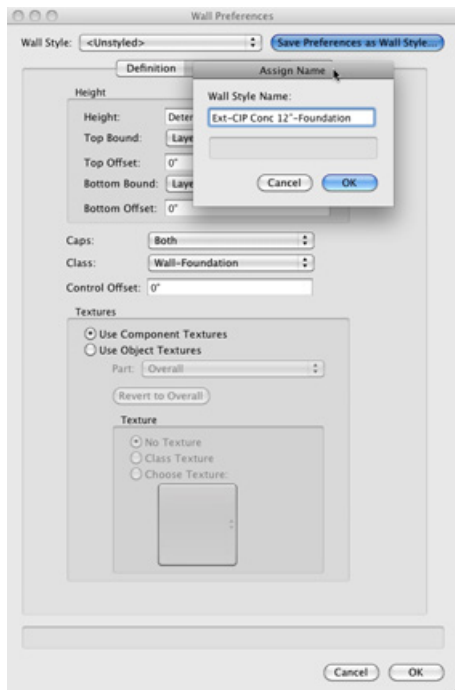 Wall Preferences
Wall Style: <Unstyled>
Save Preferences as Wall Style...
Definition
Assign Name
Wall Style Name:
Ext-CIP Conc 12"-Foundation
Cancel
OK
Height
Height: Deter
Top Bound: Laye
Top Offset: 0"
Bottom Bound: Laye
Bottom Offset: 0"
Caps: Both
Class: Wall-Foundation
Control Offset: 0"
Textures
Use Component Textures
Use Object Textures
Part: Overall
Revert to Overall
Texture
No Texture
Class Texture
Choose Texture:
Cancel
OK